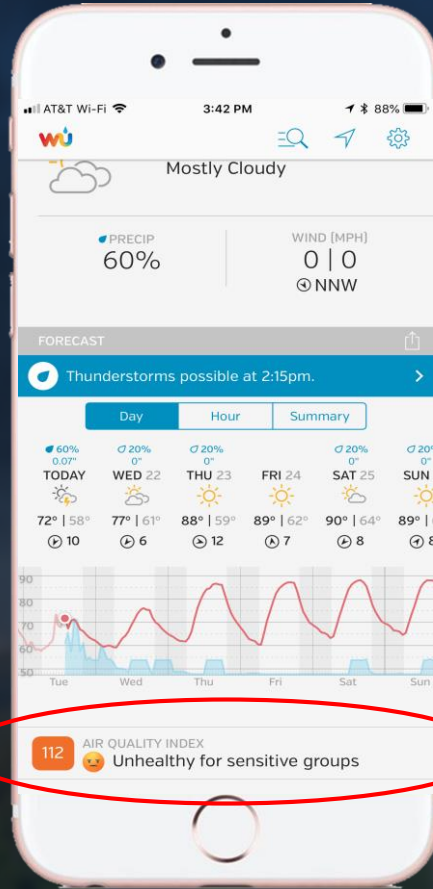 AT&T Wi-Fi 3:42 PM 88%
wu
Mostly Cloudy
PRECIP WIND (MPH)
60% 0 | 0
NNW
FORECAST
Thunderstorms possible at 2:15pm.
Day Hour Summary
60% 20% 20% 20% 20%
0.07" 0" 0" 0" 0"
TODAY WED 22 THU 23 FRI 24 SAT 25 SUN
72° | 58° 77° | 61° 88° | 59° 89° | 62° 90° | 64° 89° |
10 6 12 7 8 8
90
80
70
60
50
Tue Wed Thu Fri Sat Sun
AIR QUALITY INDEX
112 Unhealthy for sensitive groups